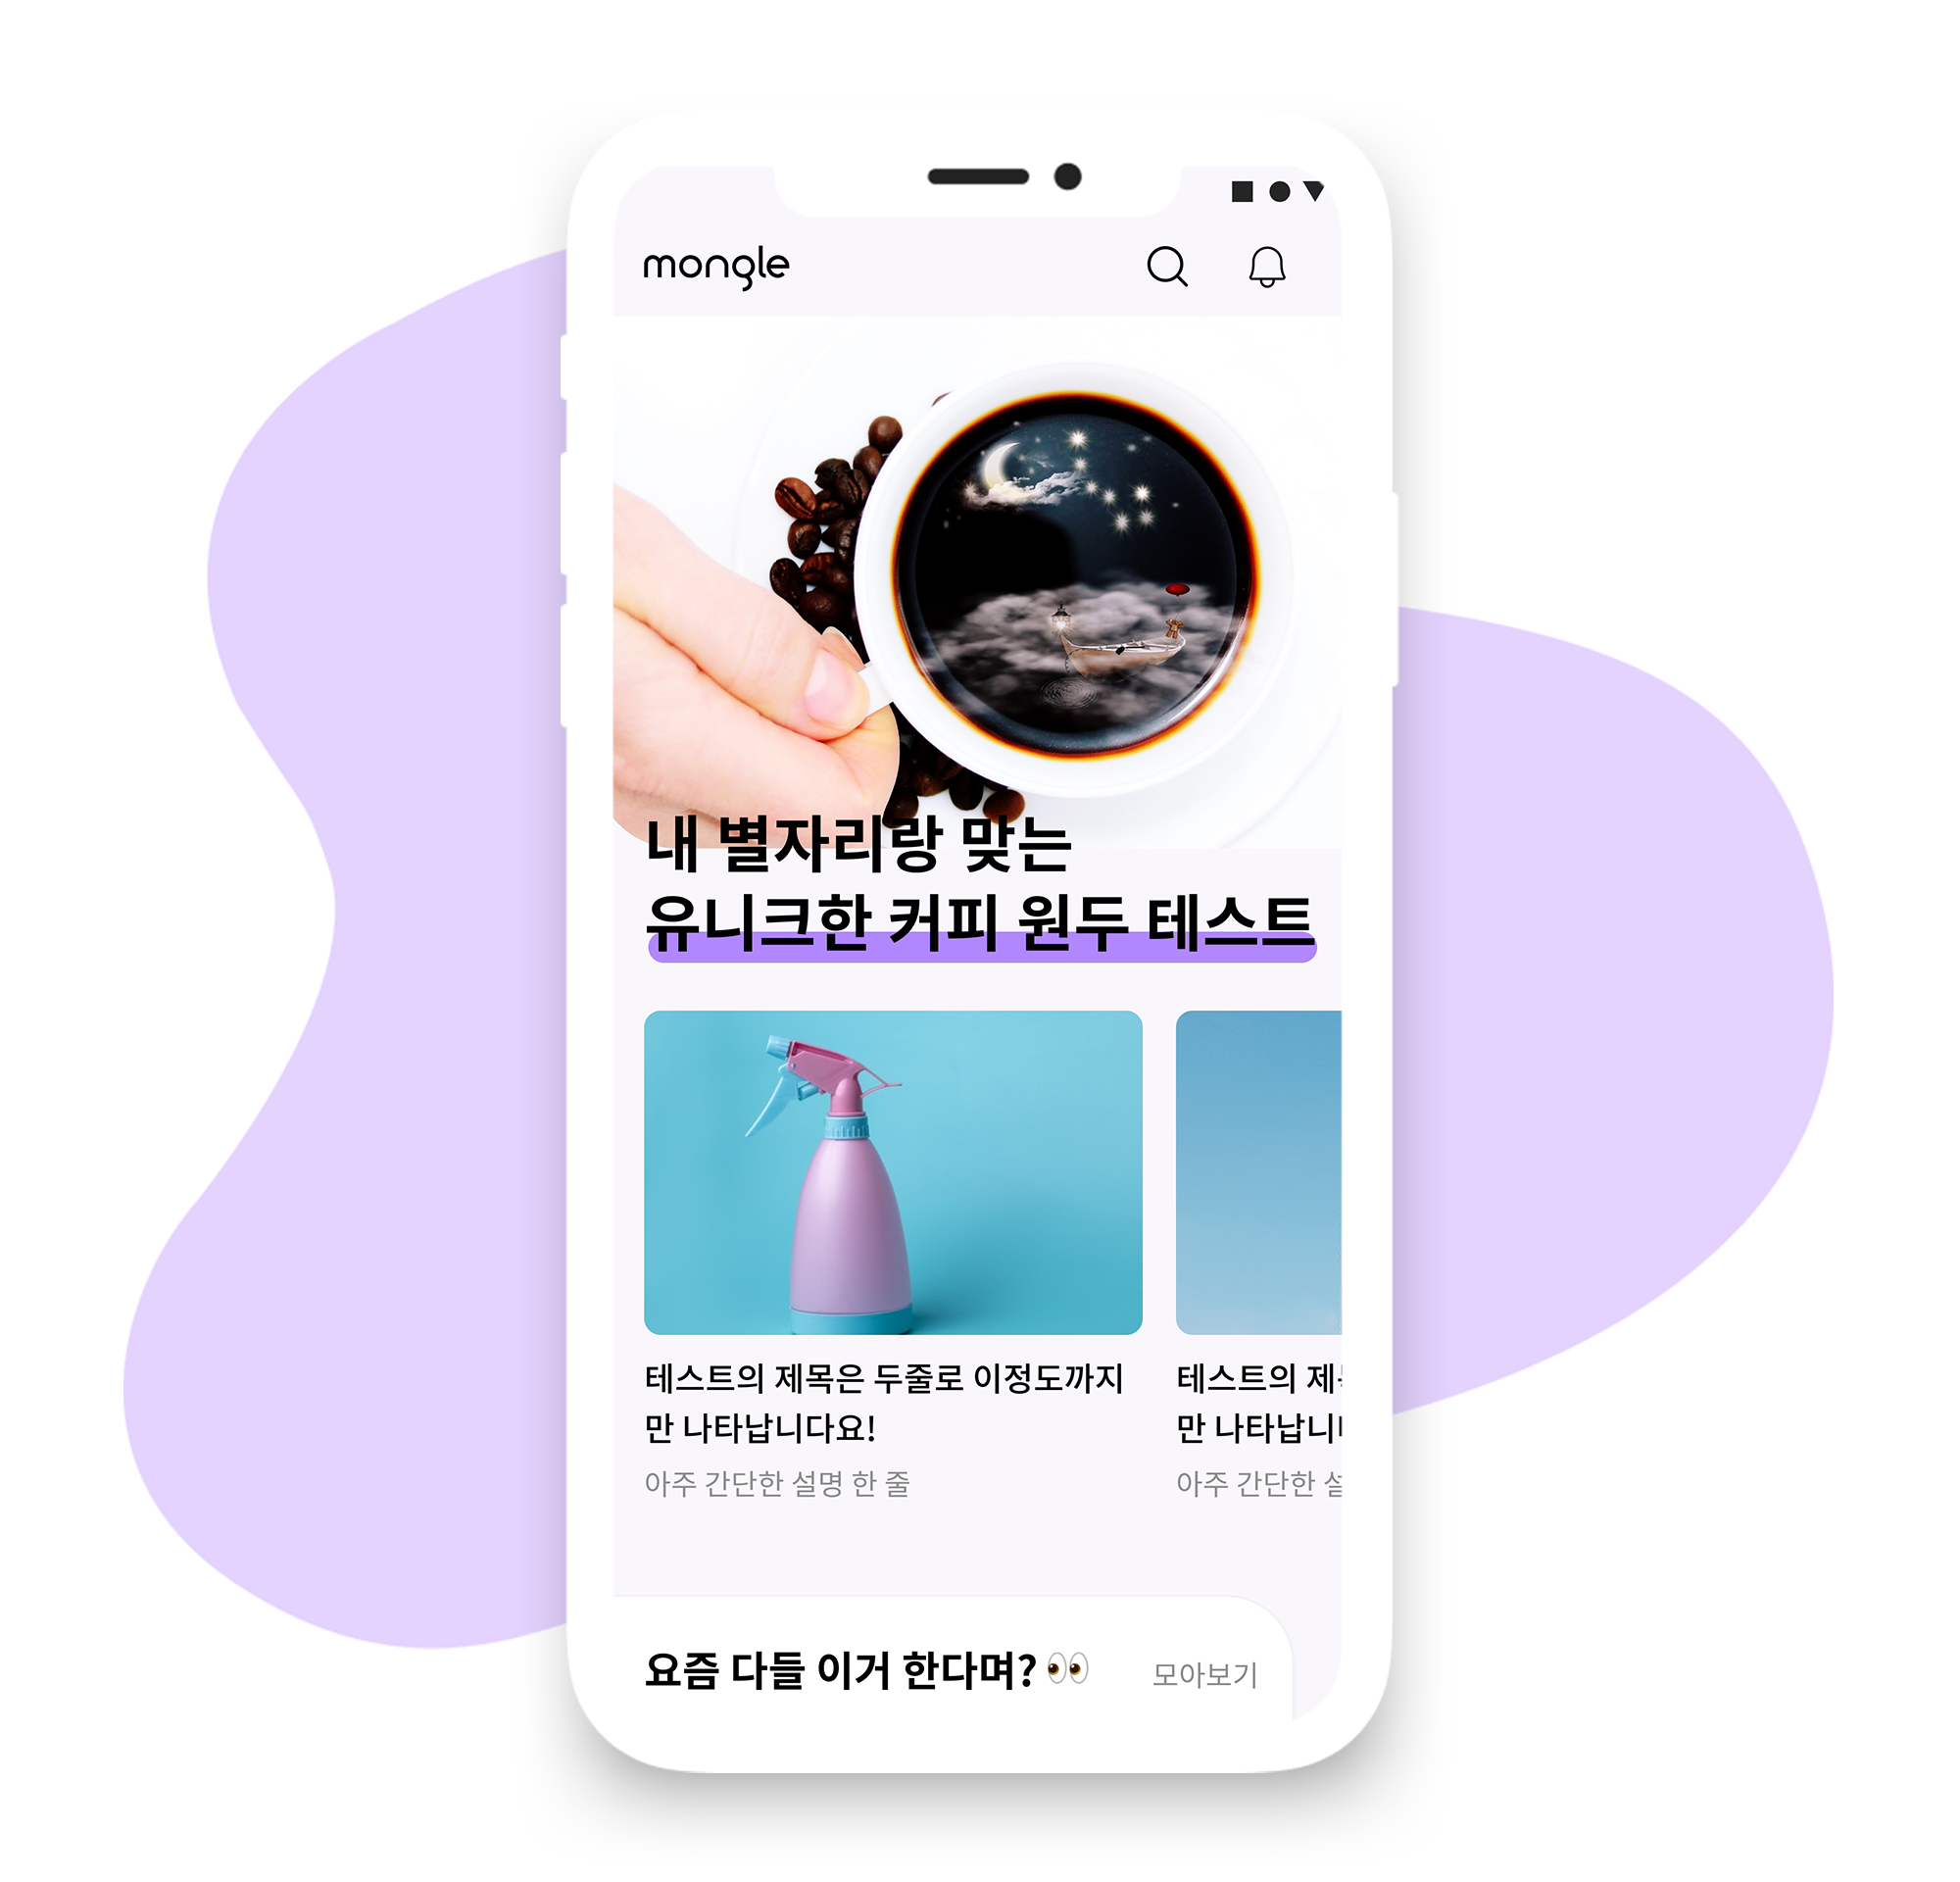 mongle
내 별자리랑 맞는
유니크한 커피 원두 테스트
테스트의 제목은 두줄로 이정도까지
만 나타납니다요!
아주 간단한 설명 한 줄
테스트의
만 나타납니
아주 간단한
요즘 다들 이거 한다며? 👀
모아보기